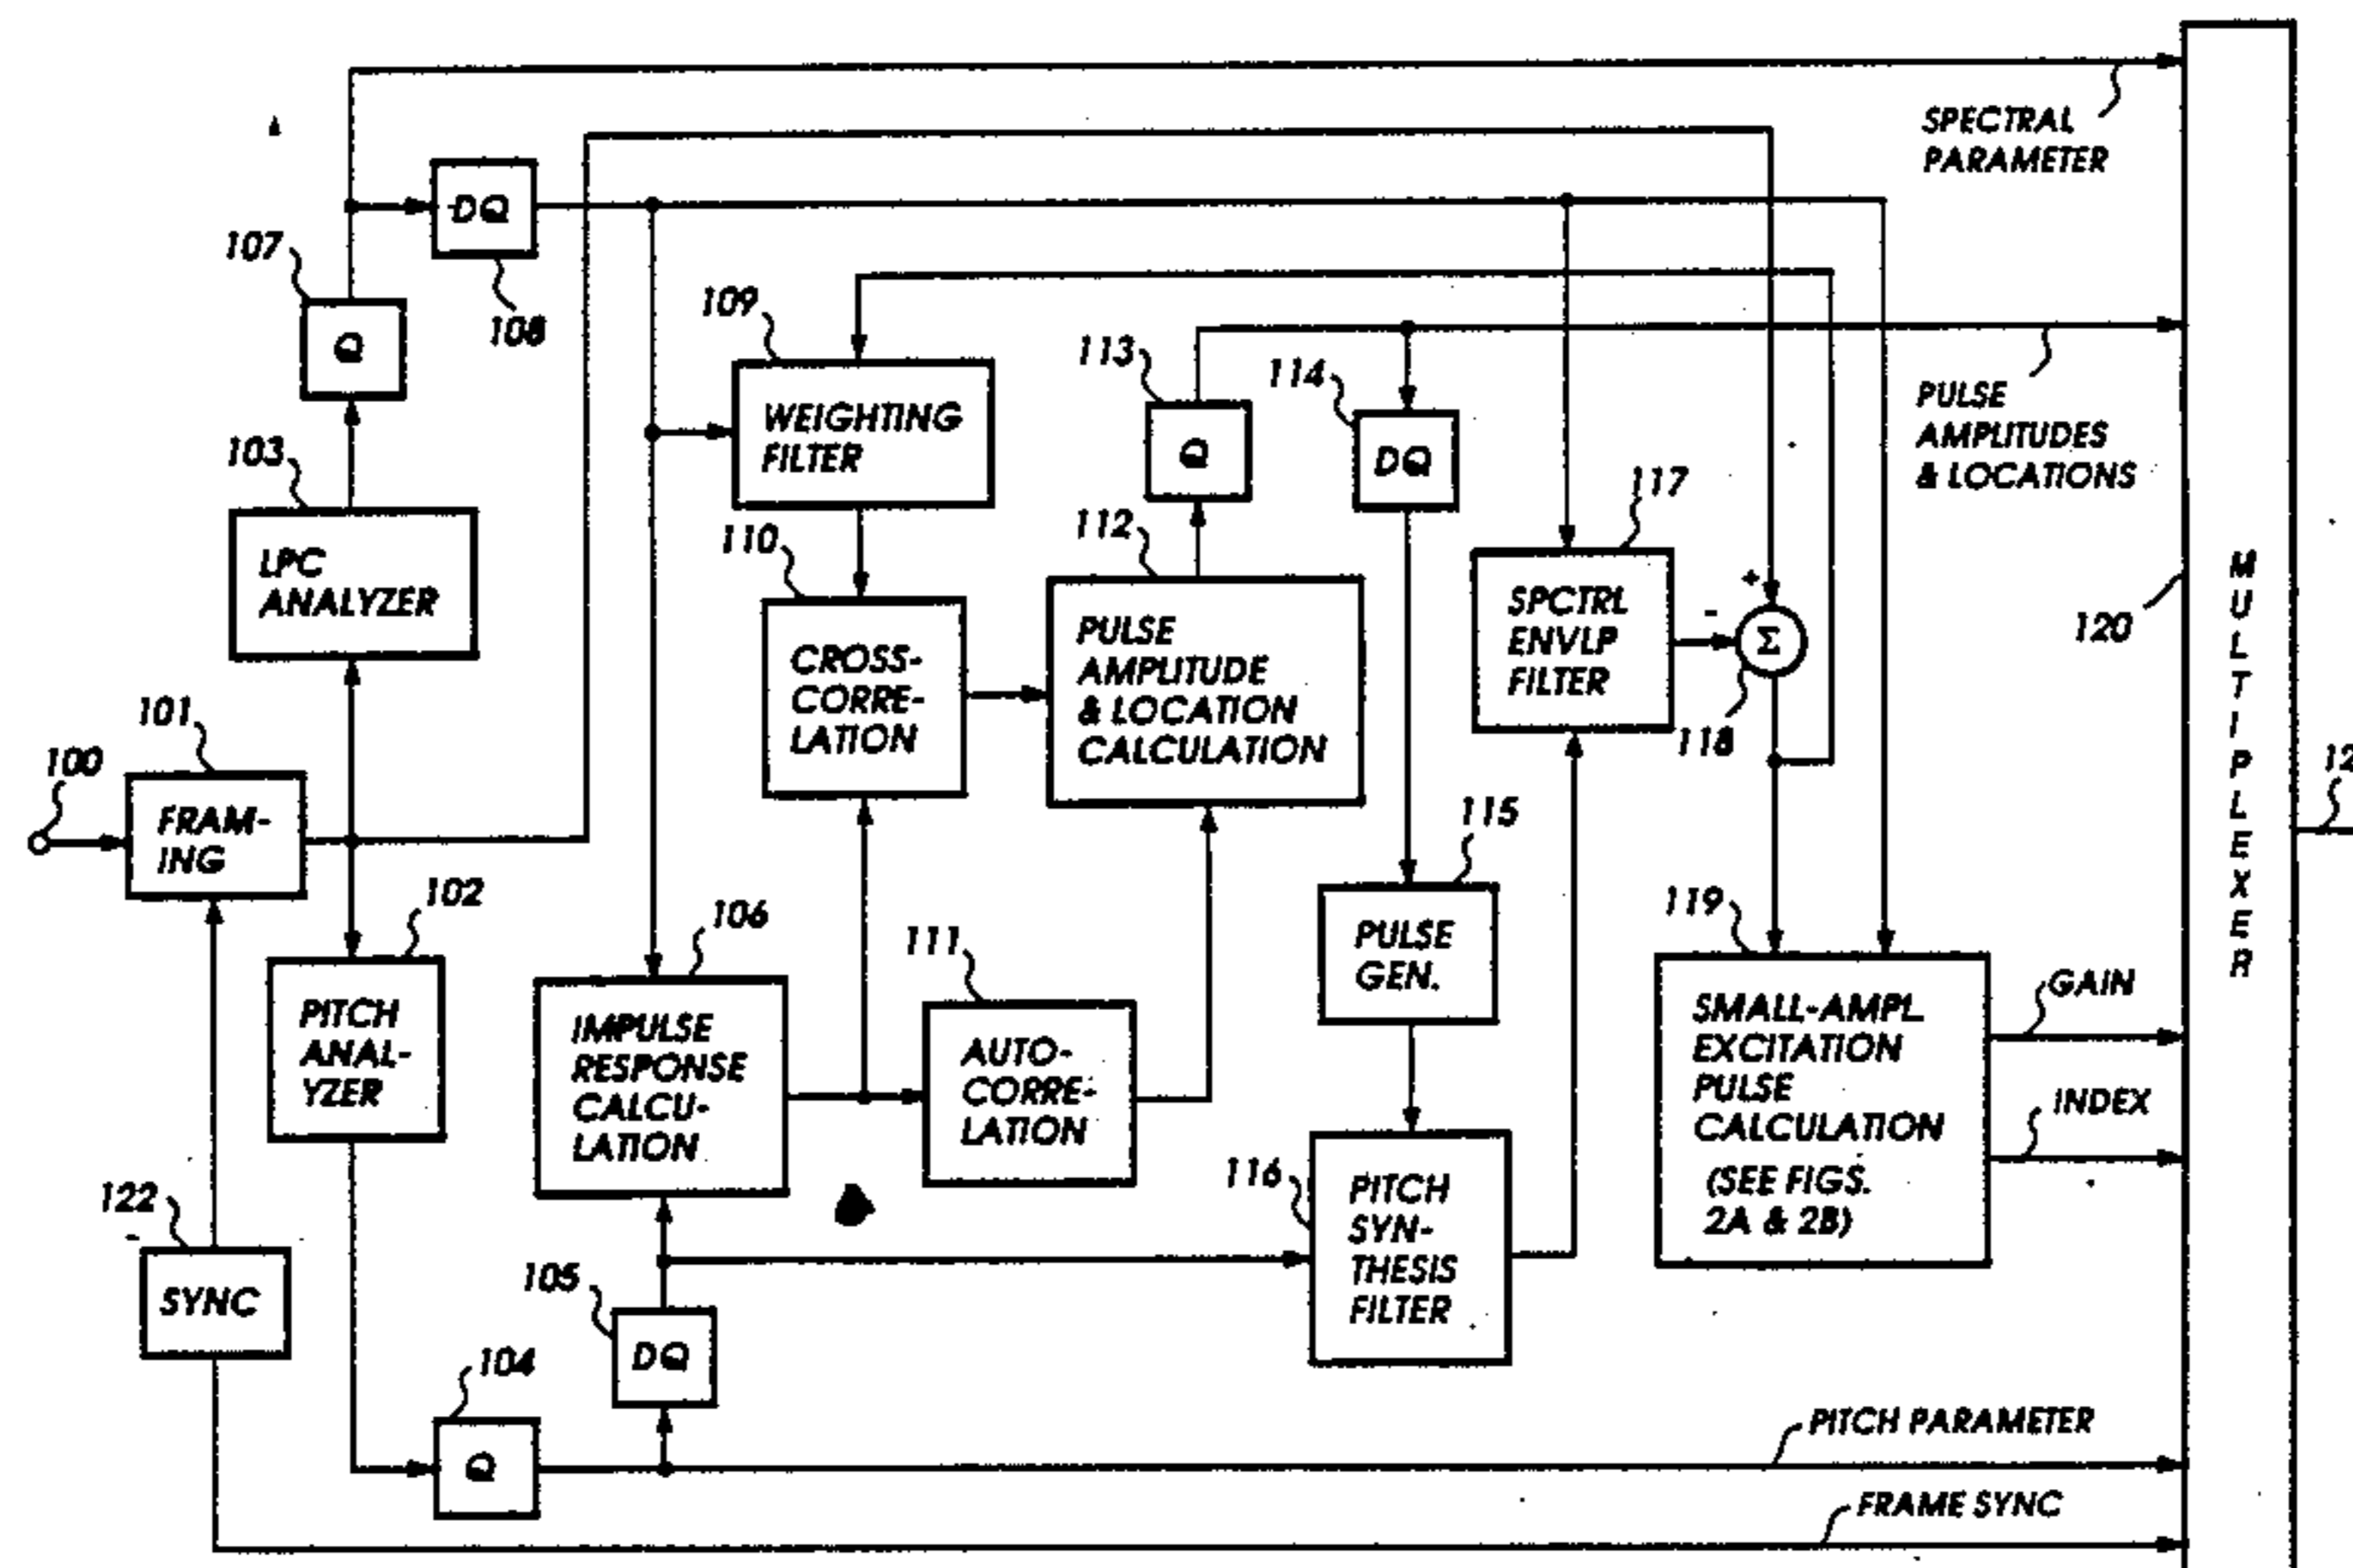 SPECTRAL
PARAMETER
DQ
107
108
Q
109
WEIGHTING
FILTER
113
Q
114
DQ
PULSE
AMPLITUDES
& LOCATIONS
103
LPC
ANALYZER
110
CROSS-
CORRE-
LATION
112
PULSE
AMPLITUDE
& LOCATION
CALCULATION
117
SPCTRL
ENVLP
FILTER
+
-
Σ
118
120
MULTIPLEXER
100
101
FRAM-
ING
102
PITCH
ANAL-
YZER
106
IMPULSE
RESPONSE
CALCU-
LATION
111
AUTO-
CORRE-
LATION
115
PULSE
GEN.
119
SMALL-AMPL.
EXCITATION
PULSE
CALCULATION
(SEE FIGS.
2A & 2B)
GAIN
INDEX
122
SYNC
105
DQ
116
PITCH
SYN-
THESIS
FILTER
104
Q
PITCH PARAMETER
FRAME SYNC